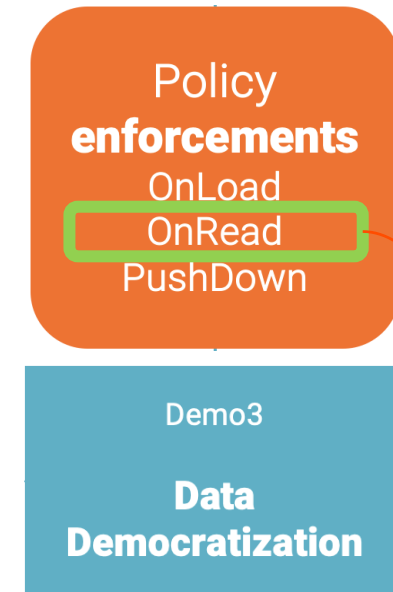 Policy
enforcements
OnLoad
OnRead
PushDown
Demo3
Data
Democratization